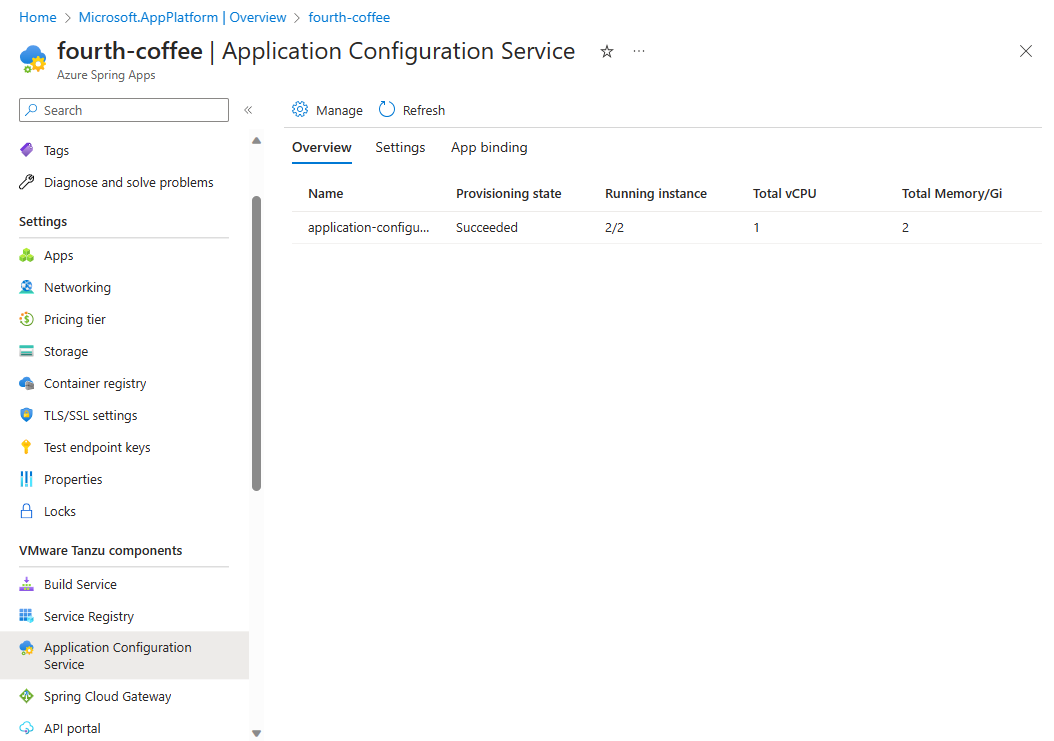 Home > Microsoft.AppPlatform | Overview > fourth-coffee
fourth-coffee | Application Configuration Service
Azure Spring Apps
Search
Manage
Refresh
Overview
Settings
App binding
Name
Provisioning state
Running instance
Total vCPU
Total Memory/Gi
application-configu...
Succeeded
2/2
1
2
Tags
Diagnose and solve problems
Settings
Apps
Networking
Pricing tier
Storage
Container registry
TLS/SSL settings
Test endpoint keys
Properties
Locks
VMware Tanzu components
Build Service
Service Registry
Application Configuration
Service
Spring Cloud Gateway
API portal